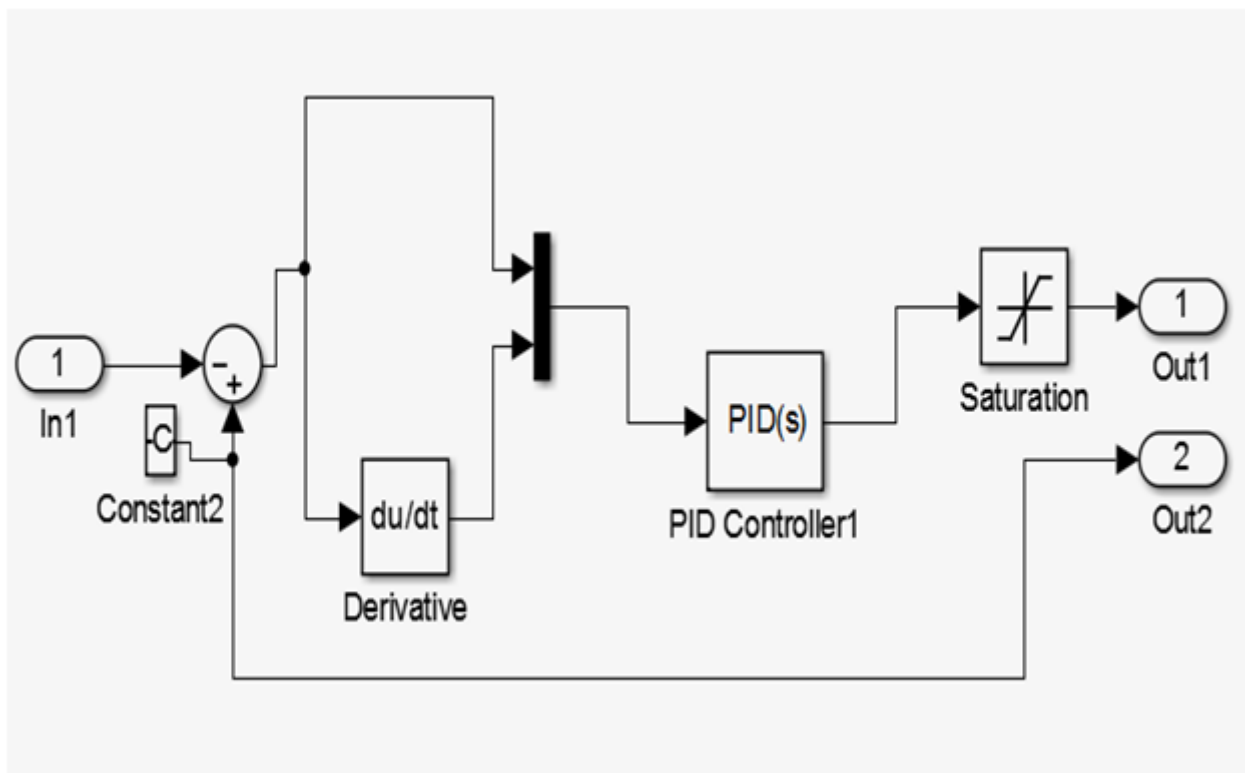 1
In1
-
+
-C
Constant2
du/dt
Derivative
PID(s)
PID Controller1
Saturation
1
Out1
2
Out2